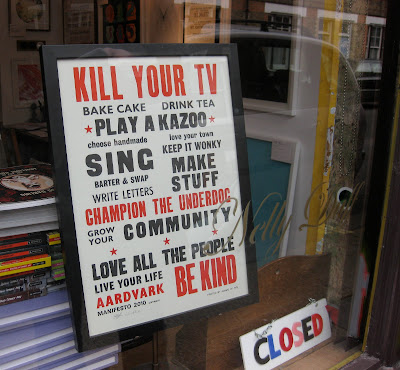 KILL YOUR TV
BAKE CAKE DRINK TEA
PLAY A KAZOO
choose handmade
SING
BARTER & SWAP
WRITE LETTERS
love your town
KEEP IT WONKY
MAKE
STUFF
CHAMPION THE UNDERDOG
GROW
YOUR
COMMUNITY
LOVE ALL THE PEOPLE
LIVE YOUR LIFE
AARDVARK
MANIFESTO 2010
BE KIND
Nelly
CLOSED